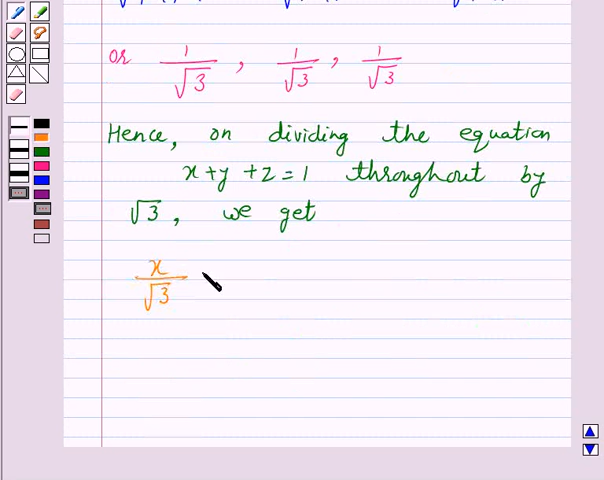 or 1/√3 , 1/√3 , 1/√3
Hence, on dividing the equation
x + y + z = 1 throughout by
√3 , we get
x/√3